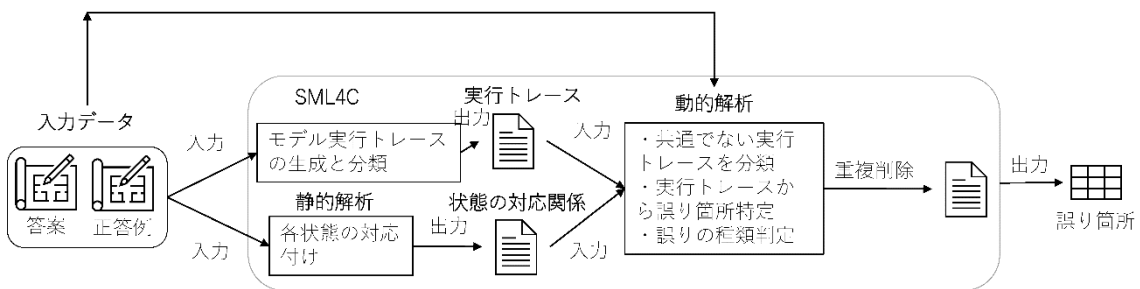 入力データ
答案
正答例
入力
入力
SML4C
モデル実行トレース
の生成と分類
出力
実行トレース
静的解析
各状態の対応
付け
出力
状態の対応関係
入力
入力
動的解析
・共通でない実行
トレースを分類
・実行トレースか
ら誤り箇所特定
・誤りの種類判定
重複削除
出力
誤り箇所